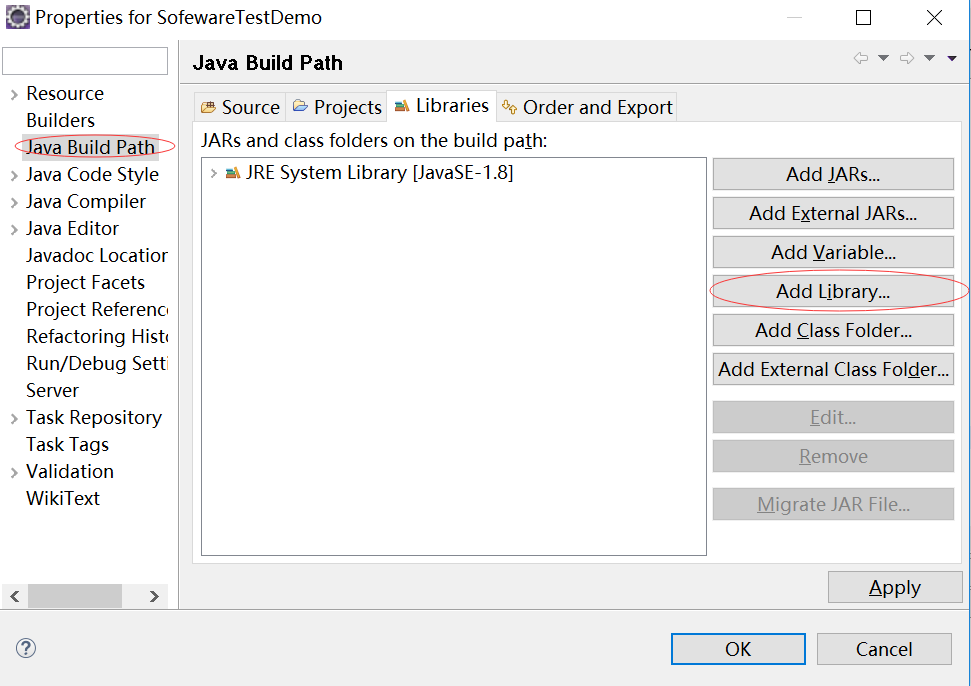 Properties for SofewareTestDemo
Resource
Builders
Java Build Path
Java Code Style
Java Compiler
Java Editor
Javadoc Location
Project Facets
Project Referenc
Refactoring Histo
Run/Debug Setti
Server
Task Repository
Task Tags
Validation
WikiText
Java Build Path
Source Projects Libraries Order and Export
JARs and class folders on the build path:
JRE System Library [JavaSE-1.8]
Add JARs...
Add External JARs...
Add Variable...
Add Library...
Add Class Folder...
Add External Class Folder...
Edit...
Remove
Migrate JAR File...
Apply
?
OK Cancel